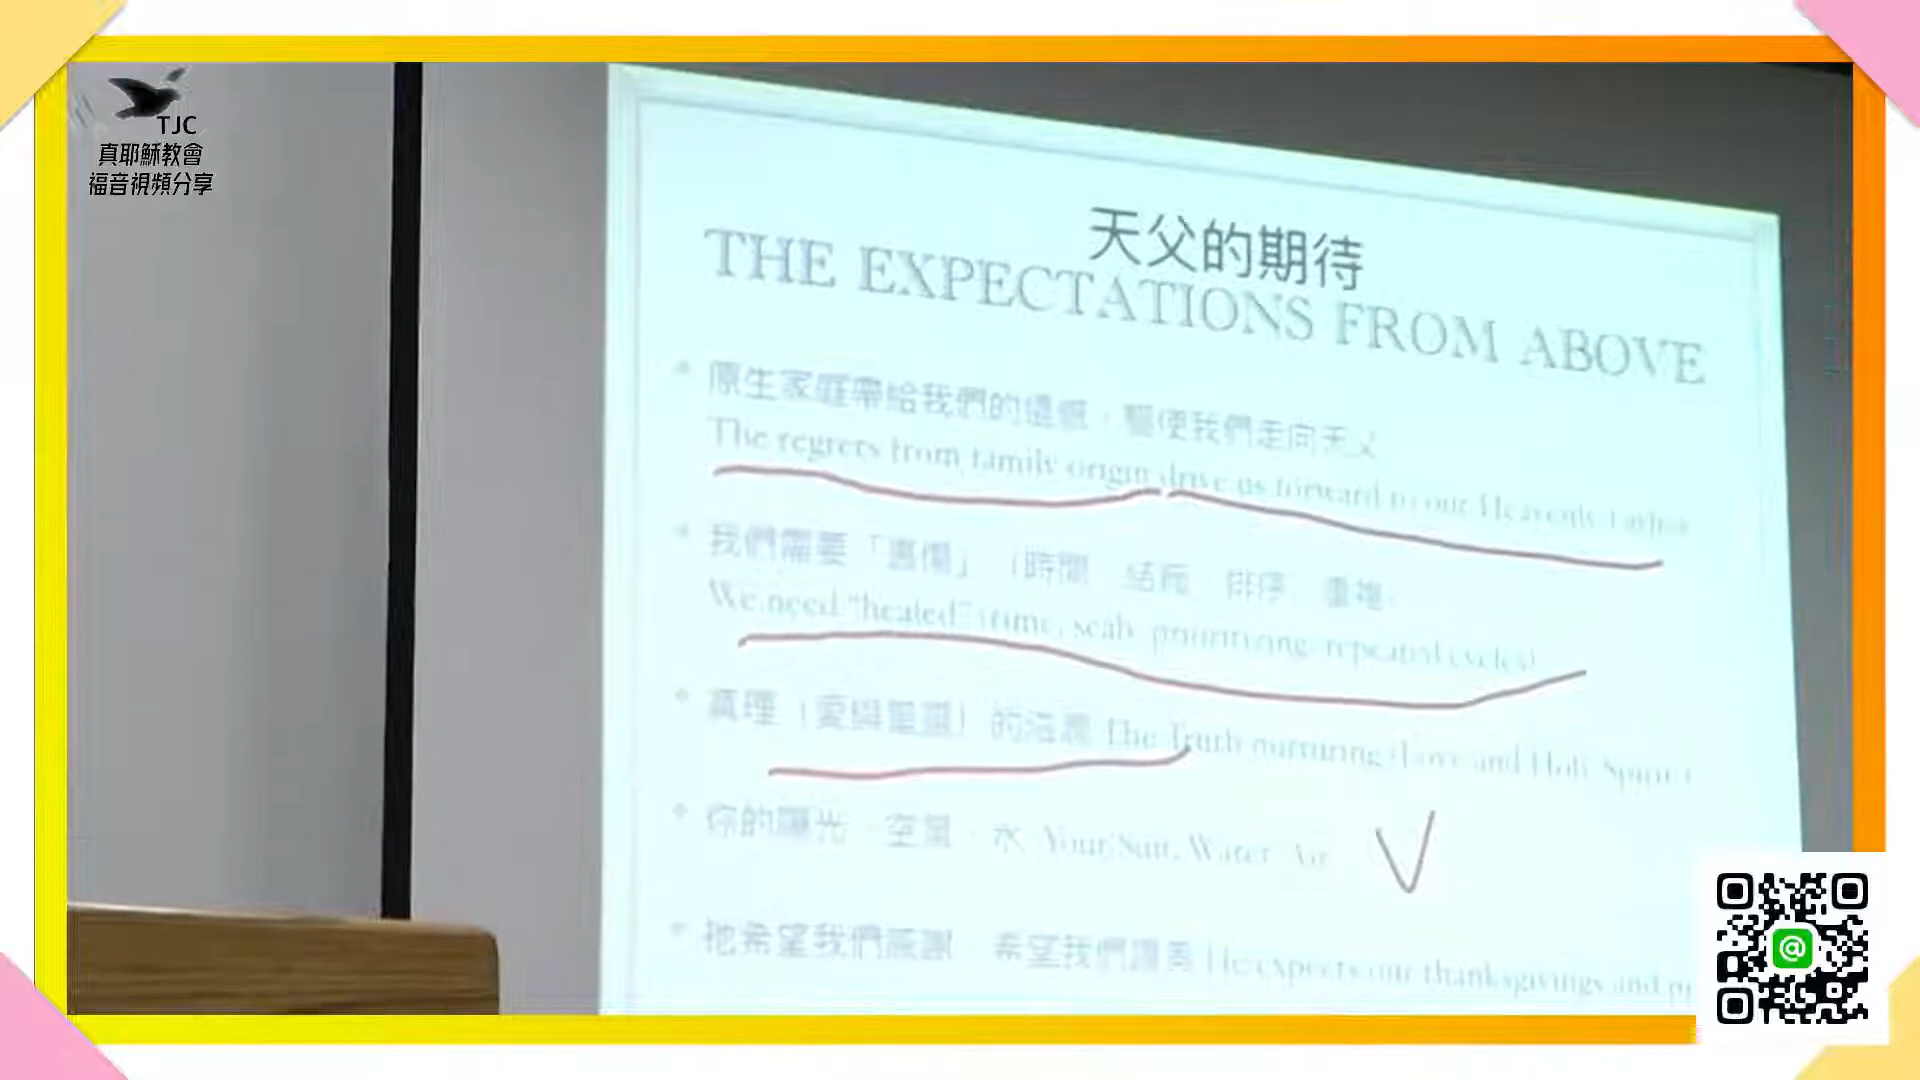 TJC
真耶穌教會
福音視頻分享
天父的期待
THE EXPECTATIONS FROM ABOVE
原生家庭帶給我們的遺憾，驅使我們走向天父
The regrets from family origin drive us forward to our Heavenly Father
我們需要「裹傷」（時間 結痂 排序 重複）
We need "healed" (time, scab, prioritizing, repeated cycles)
真理（愛與聖靈）的滋潤 The Truth nurturing (Love and Holy Spirit)
你的陽光、空氣、水 Your Sun, Water, Air
祂希望我們感謝 希望我們讚美 He expects our thanksgivings and